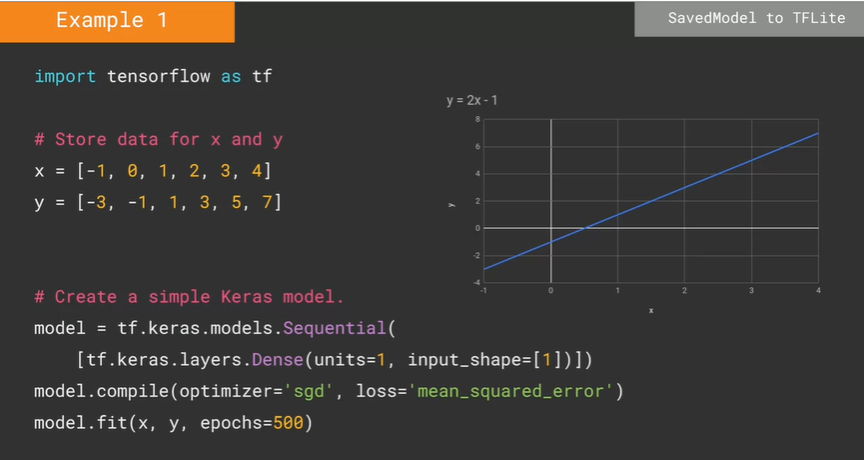 Example 1
SavedModel to TFLite
import tensorflow as tf
# Store data for x and y
x = [-1, 0, 1, 2, 3, 4]
y = [-3, -1, 1, 3, 5, 7]
y = 2x - 1
8
6
4
2
0
-2
-4
y
-1 0 1 2 3 4
x
# Create a simple Keras model.
model = tf.keras.models.Sequential(
[tf.keras.layers.Dense(units=1, input_shape=[1])])
model.compile(optimizer='sgd', loss='mean_squared_error')
model.fit(x, y, epochs=500)